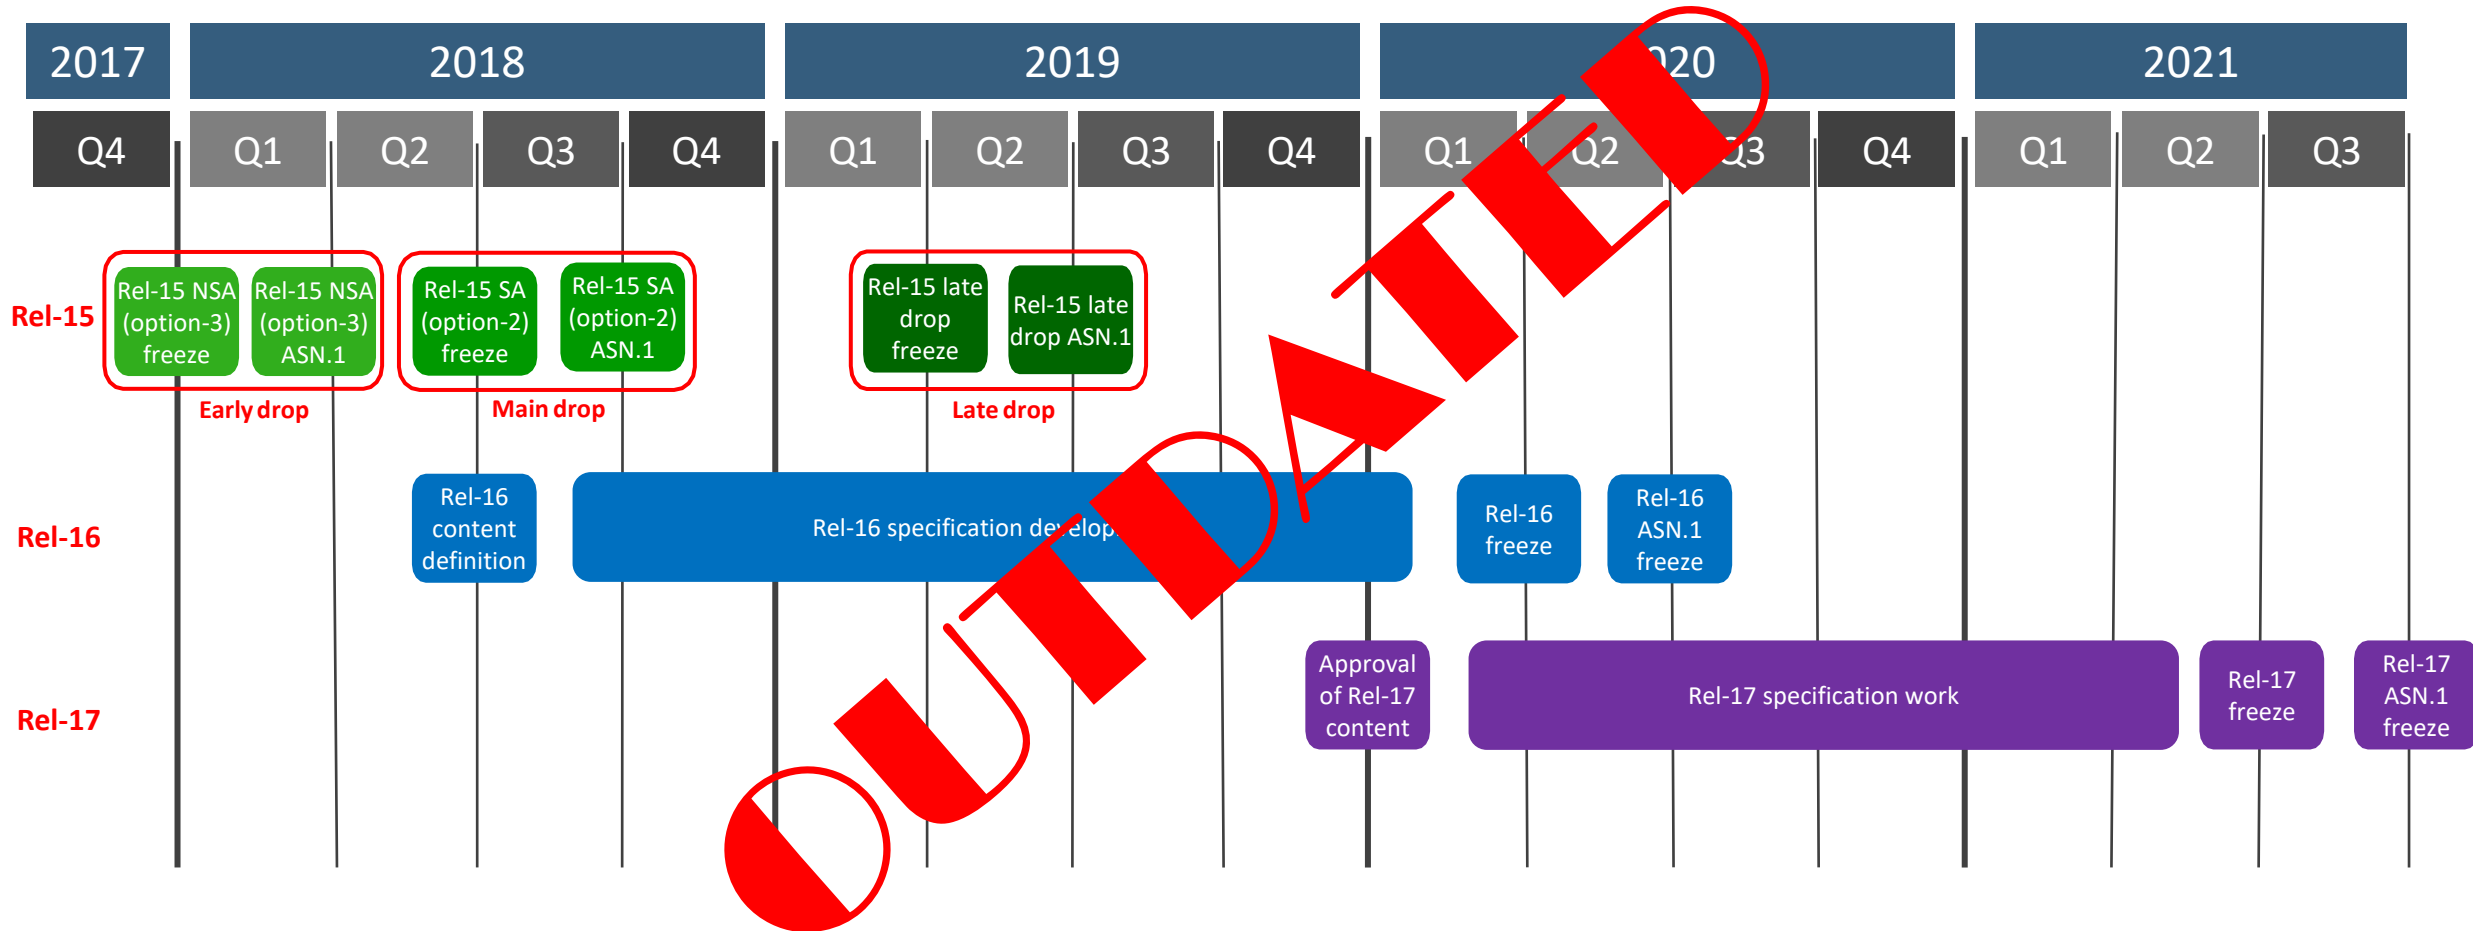 2017 2018 2019 2020 2021
Q4 Q1 Q2 Q3 Q4 Q1 Q2 Q3 Q4 Q1 Q2 Q3 Q4 Q1 Q2 Q3
Rel-15
Rel-15 NSA
(option-3)
freeze
Rel-15 NSA
(option-3)
ASN.1
Early drop
Rel-15 SA
(option-2)
freeze
Rel-15 SA
(option-2)
ASN.1
Main drop
Rel-15 late
drop
freeze
Rel-15 late
drop ASN.1
Late drop
Rel-16
Rel-16
content
definition
Rel-16 specification
Rel-16
freeze
Rel-16
ASN.1
freeze
Rel-17
Approval
of Rel-17
content
Rel-17 specification work
Rel-17
freeze
Rel-17
ASN.1
freeze
OUTDATED